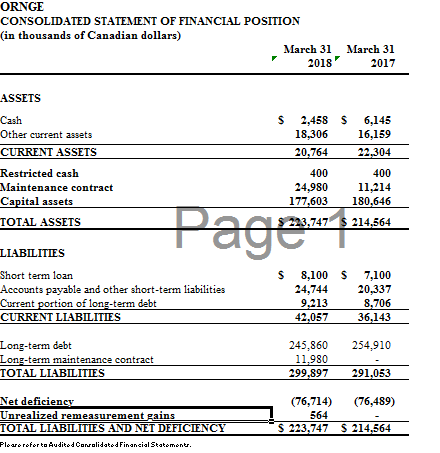 ORNGE
CONSOLIDATED STATEMENT OF FINANCIAL POSITION
(in thousands of Canadian dollars)
March 31 March 31
2018 2017
ASSETS
Cash $ 2,458 $ 6,145
Other current assets 18,306 16,159
CURRENT ASSETS 20,764 22,304
Restricted cash 400 400
Maintenance contract 24,980 11,214
Capital assets 177,603 180,646
TOTAL ASSETS $ 223,747 $ 214,564
Page 1
LIABILITIES
Short term loan $ 8,100 $ 7,100
Accounts payable and other short-term liabilities 24,744 20,337
Current portion of long-term debt 9,213 8,706
CURRENT LIABILITIES 42,057 36,143
Long-term debt 245,860 254,910
Long-term maintenance contract 11,980 -
TOTAL LIABILITIES 299,897 291,053
Net deficiency (76,714) (76,489)
Unrealized remeasurement gains 564 -
TOTAL LIABILITIES AND NET DEFICIENCY $ 223,747 $ 214,564
Please refer to Audited Consolidated Financial Statements.